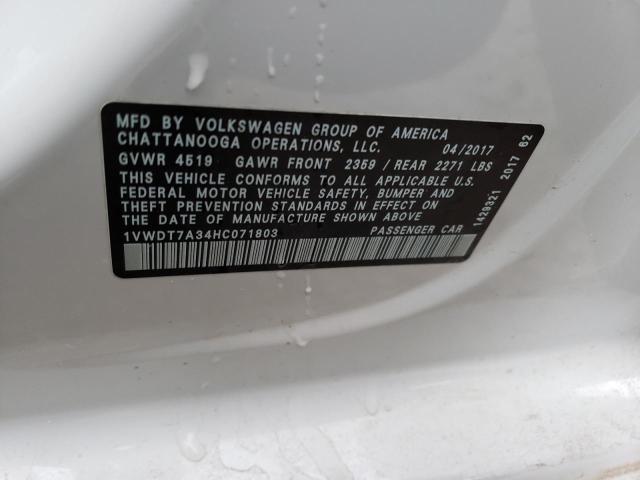 MFD BY VOLKSWAGEN GROUP OF AMERICA
CHATTANOOGA OPERATIONS, LLC. 04/2017
GVWR 4519 GAWR FRONT 2359 / REAR 2271 LBS
THIS VEHICLE CONFORMS TO ALL APPLICABLE U.S.
FEDERAL MOTOR VEHICLE SAFETY, BUMPER AND
THEFT PREVENTION STANDARDS IN EFFECT ON
THE DATE OF MANUFACTURE SHOWN ABOVE.
1VWDT7A34HC071803 PASSENGER CAR
1429321 2017 62